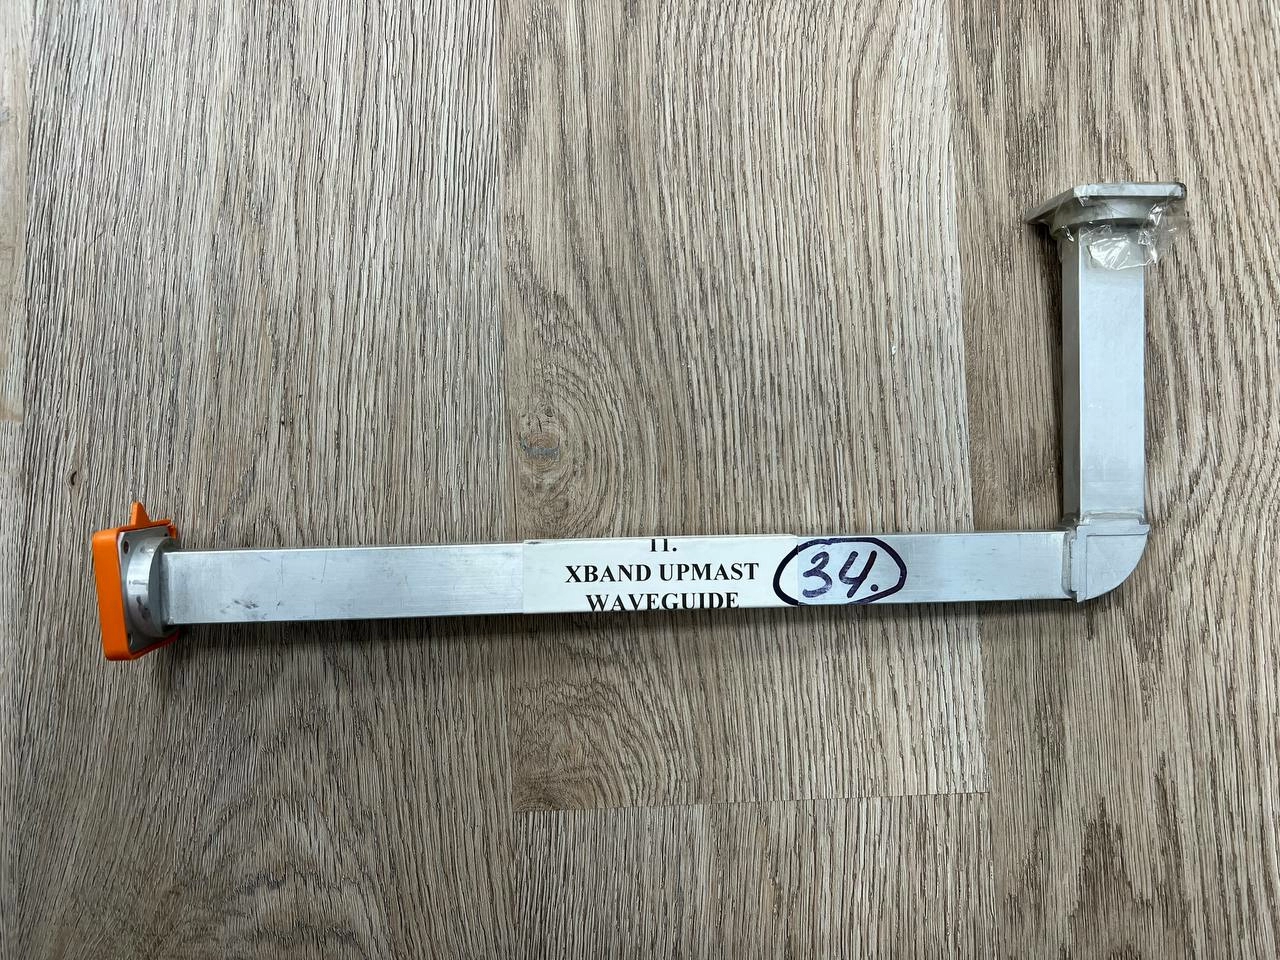 11.
XBAND UPMAST
WAVEGUIDE
34.